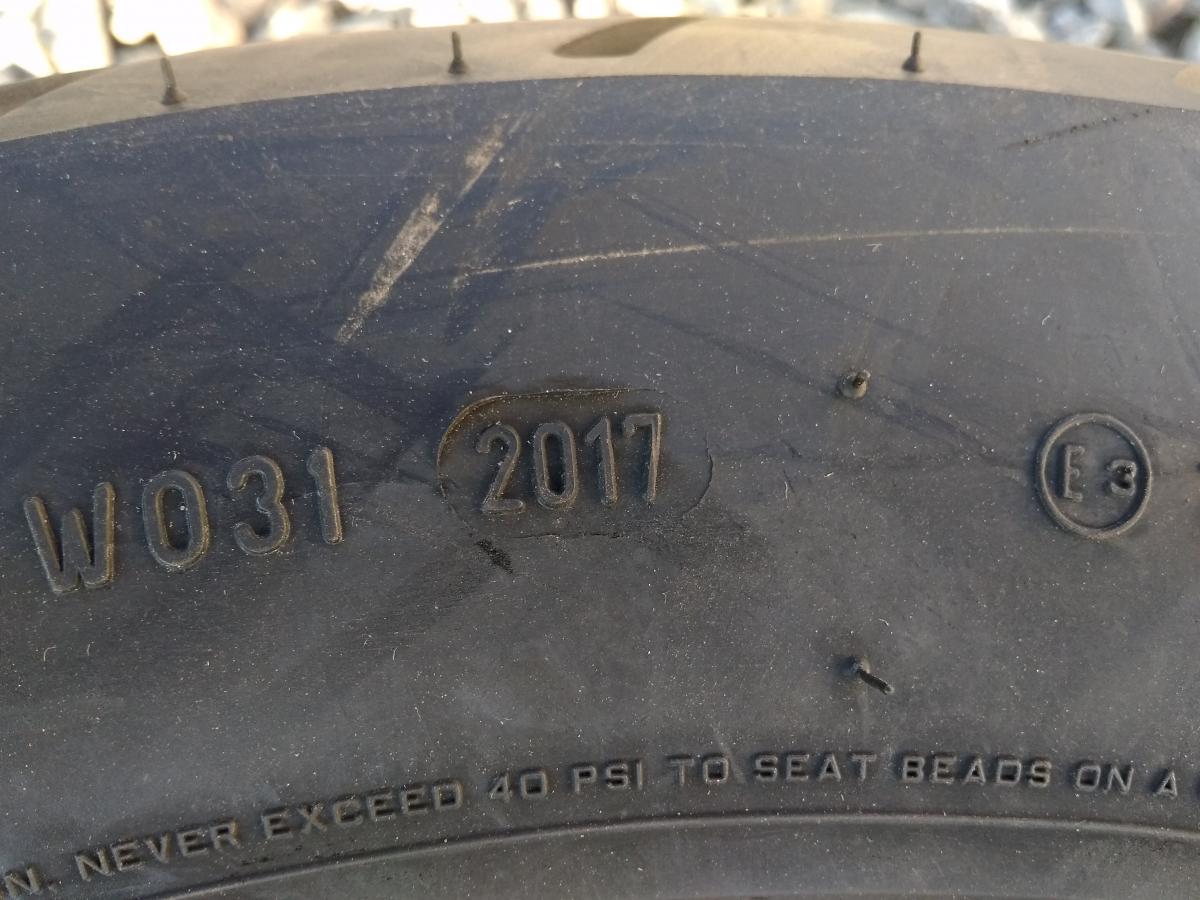 W031 2017 E3
N. NEVER EXCEED 40 PSI TO SEAT BEADS ON A